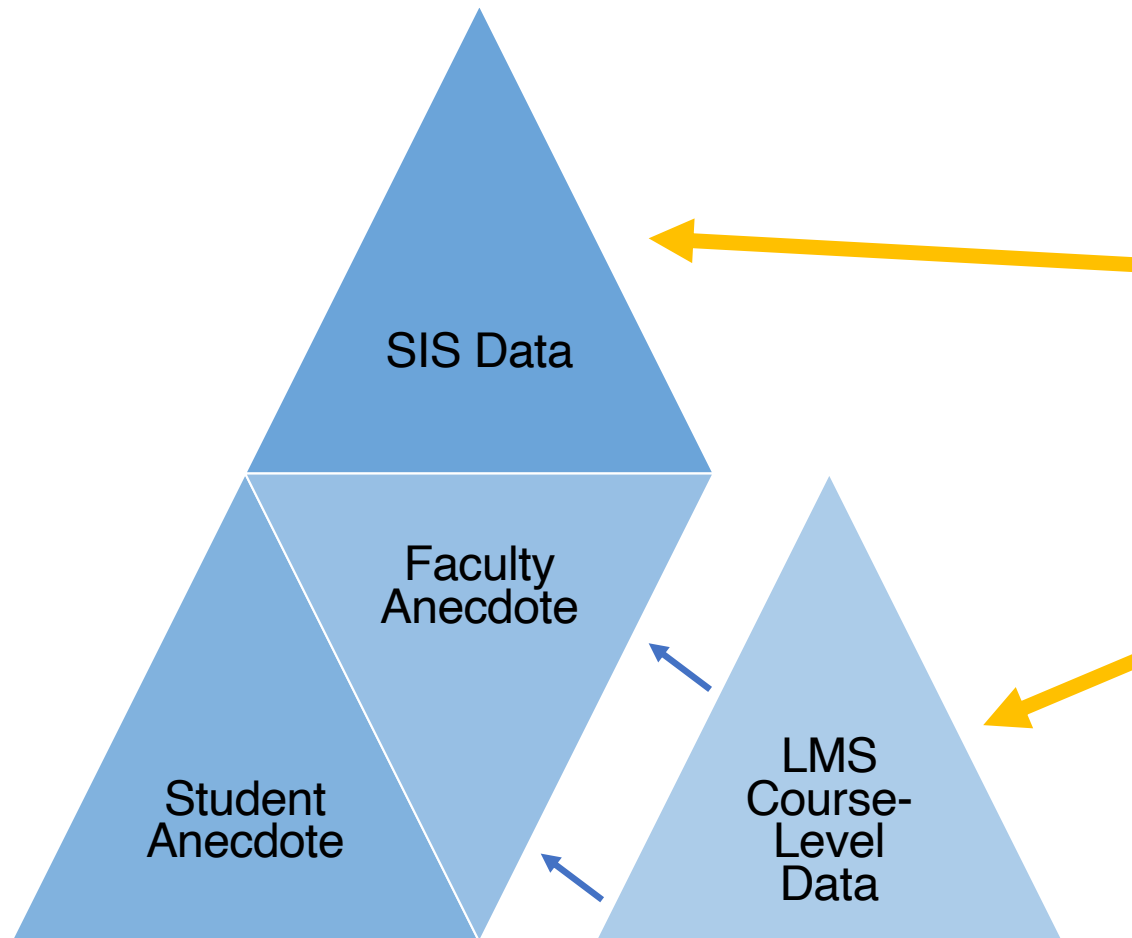 SIS Data
Faculty
Anecdote
Student
Anecdote
LMS
Course-
Level
Data